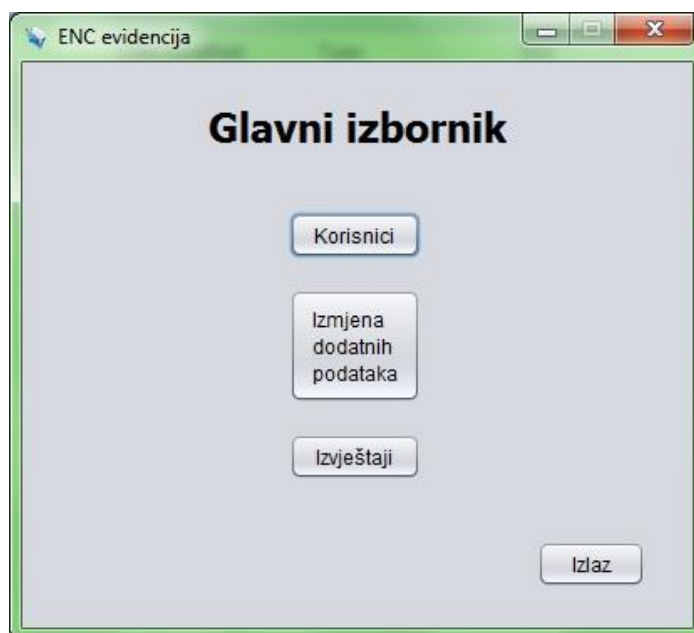 ENC evidencija
Glavni izbornik
Korisnici
Izmjena
dodatnih
podataka
Izvještaji
Izlaz